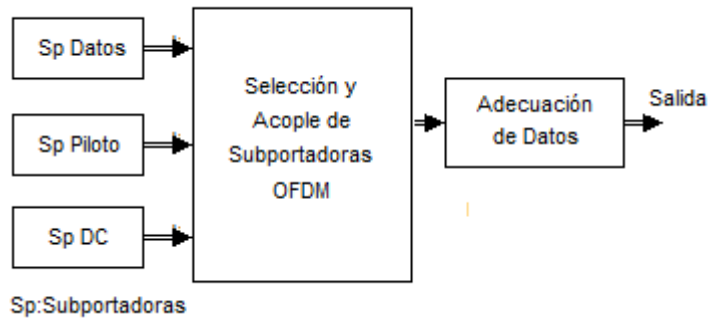 Sp Datos
Sp Piloto
Sp DC
Selección y
Acople de
Subportadoras
OFDM
Adecuación
de Datos
Salida
Sp:Subportadoras